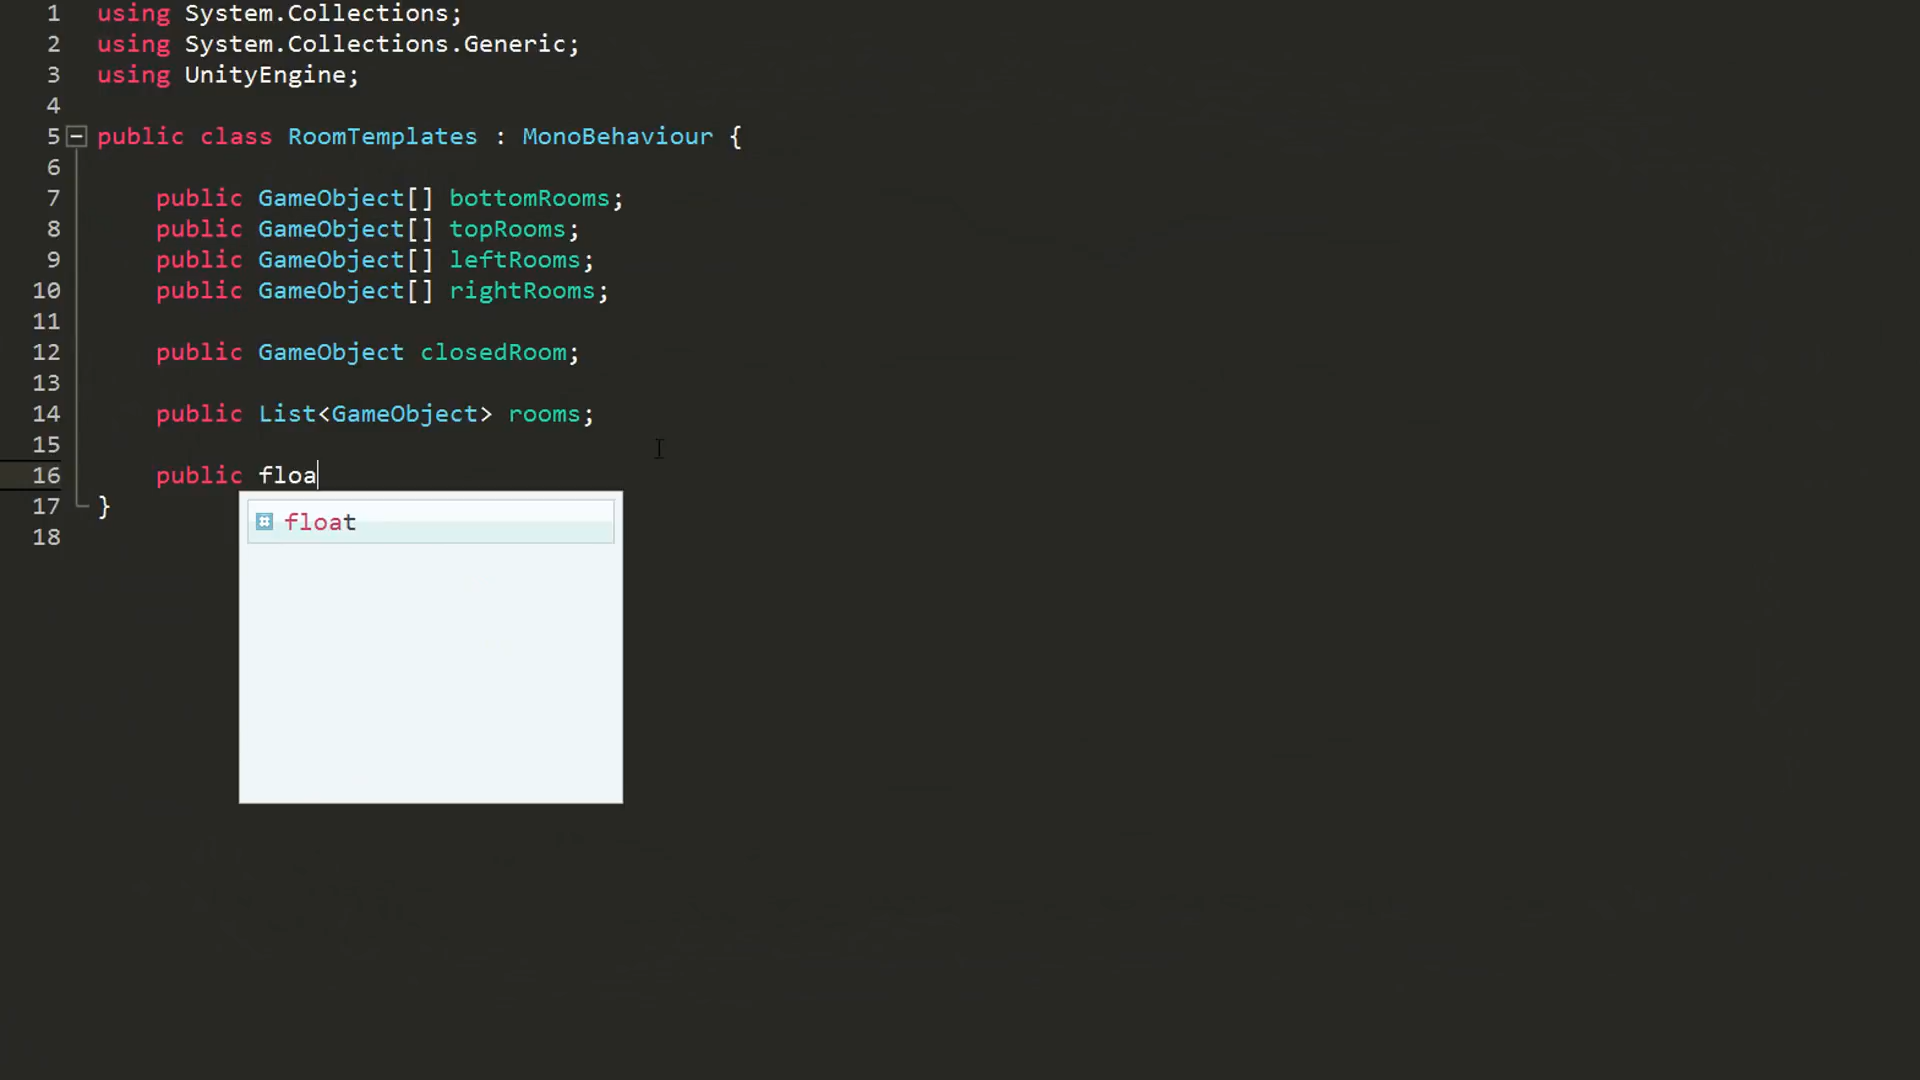 1 using System.Collections;
2 using System.Collections.Generic;
3 using UnityEngine;
4
5 public class RoomTemplates : MonoBehaviour {
6
7 public GameObject[] bottomRooms;
8 public GameObject[] topRooms;
9 public GameObject[] leftRooms;
10 public GameObject[] rightRooms;
11
12 public GameObject closedRoom;
13
14 public List<GameObject> rooms;
15
16 public floa
17 }
float
18